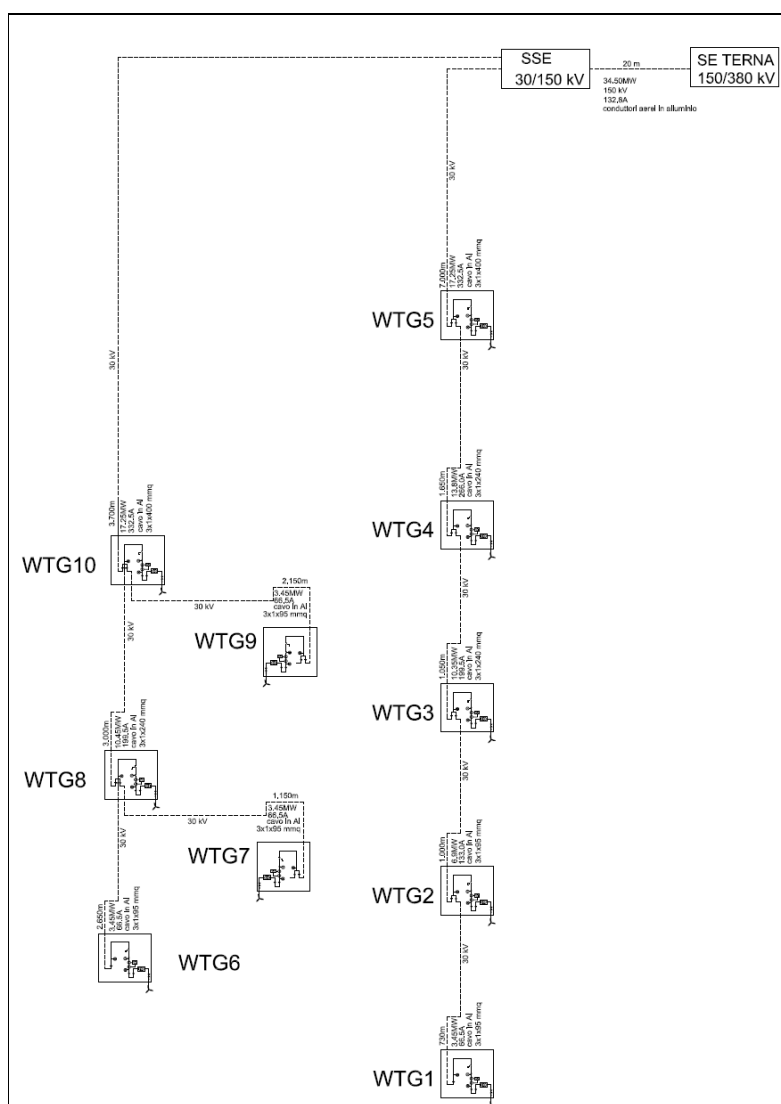 SSE
30/150 kV
20 m
34.50MW
150 kV
132,8A
conduttori aerei in alluminio
SE TERNA
150/380 kV
30 kV
7.000m
17,25MW
332.5A
cavo in Al
3x1x400 mmq
WTG5
30 kV
1.650m
13,8MW
266,0A
cavo in Al
3x1x240 mmq
WTG4
30 kV
1.050m
10,35MW
199,5A
cavo in Al
3x1x240 mmq
WTG3
30 kV
1.000m
6,9MW
133,0A
cavo in Al
3x1x95 mmq
WTG2
30 kV
730m
3,45MW
66,5A
cavo in Al
3x1x95 mmq
WTG1
30 kV
3.700m
17,25MW
332,5A
cavo in Al
3x1x400 mmq
WTG10
30 kV
2,150m
3,45MW
66,5A
cavo in Al
3x1x95 mmq
WTG9
30 kV
3,000m
10,45MW
199,5A
cavo in Al
3x1x240 mmq
WTG8
30 kV
1,150m
3,45MW
66,5A
cavo in Al
3x1x95 mmq
WTG7
30 kV
2,650m
3,45MW
66,5A
cavo in Al
3x1x95 mmq
WTG6